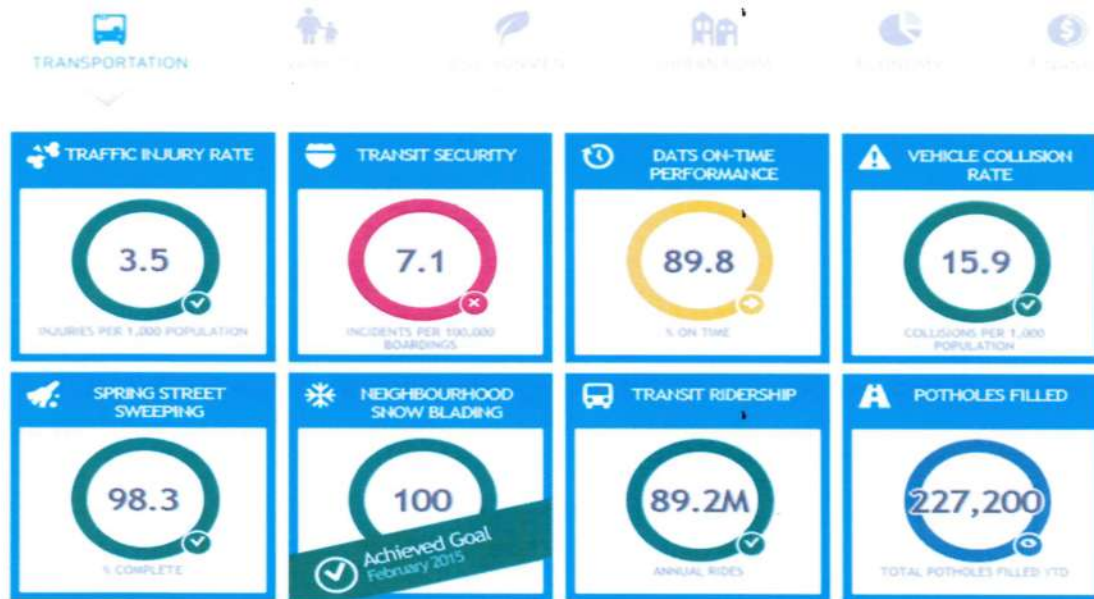 TRANSPORTATION
TRAFFIC INJURY RATE
3.5
INJURIES PER 1,000 POPULATION
TRANSIT SECURITY
7.1
INCIDENTS PER 100,000
BOARDINGS
DATS ON-TIME
PERFORMANCE
89.8
% ON TIME
VEHICLE COLLISION
RATE
15.9
COLLISIONS PER 1,000
POPULATION
SPRING STREET
SWEEPING
98.3
% COMPLETE
NEIGHBOURHOOD
SNOW BLADING
100
Achieved Goal
February 2015
TRANSIT RIDERSHIP
89.2M
ANNUAL RIDES
POTHOLES FILLED
227,200
TOTAL POTHOLES FILLED YTD